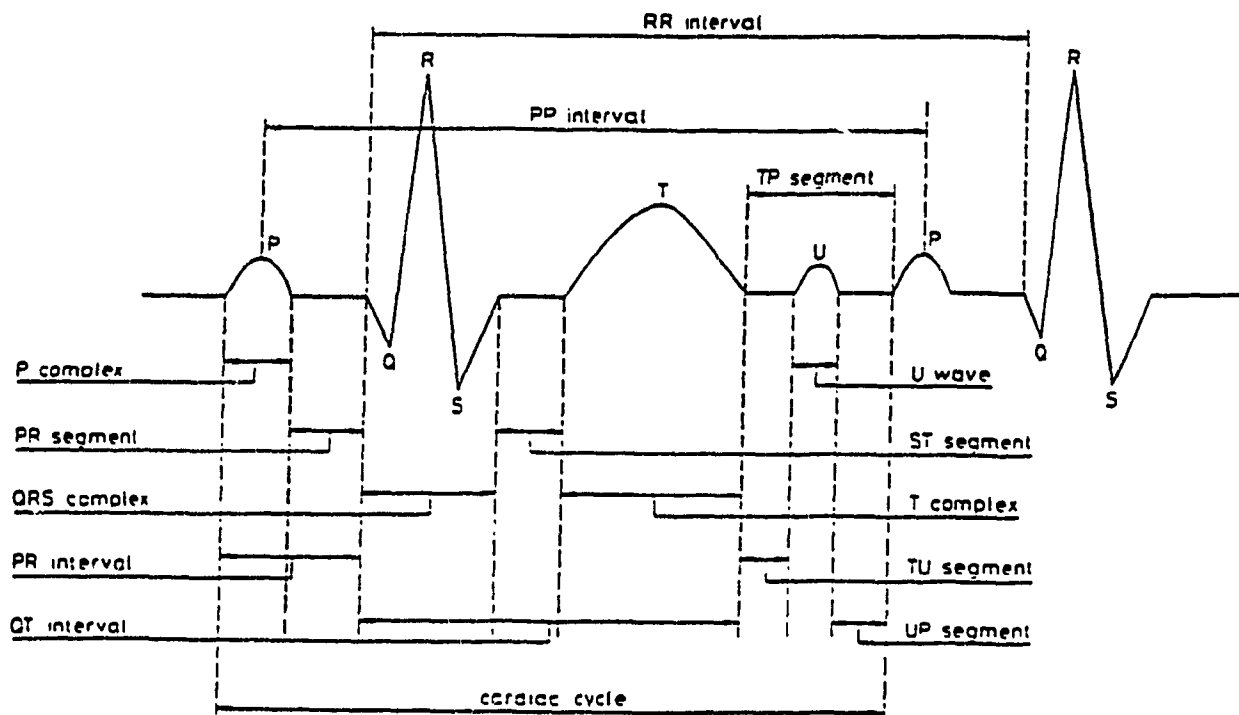 RR interval
R
R
PP interval
T
TP segment
P
U
P
Q
Q
S
S
P complex
U wave
PR segment
ST segment
QRS complex
T complex
PR interval
TU segment
QT interval
UP segment
cardiac cycle